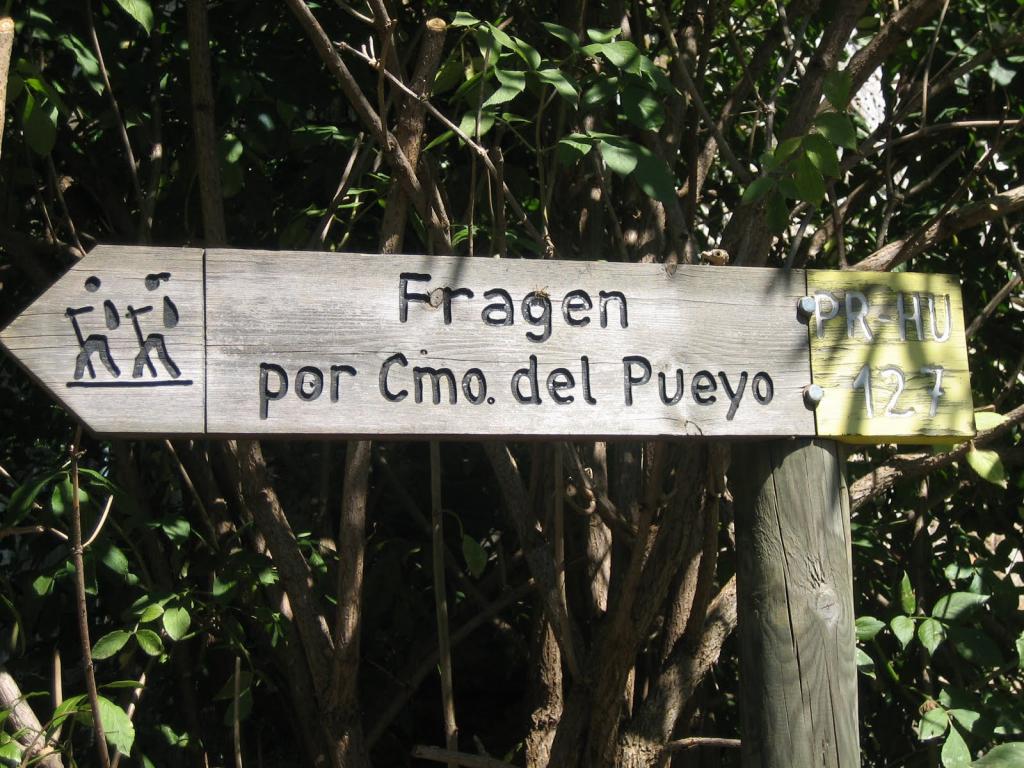 Fragen
por Cmo. del Pueyo
PR-HU
127